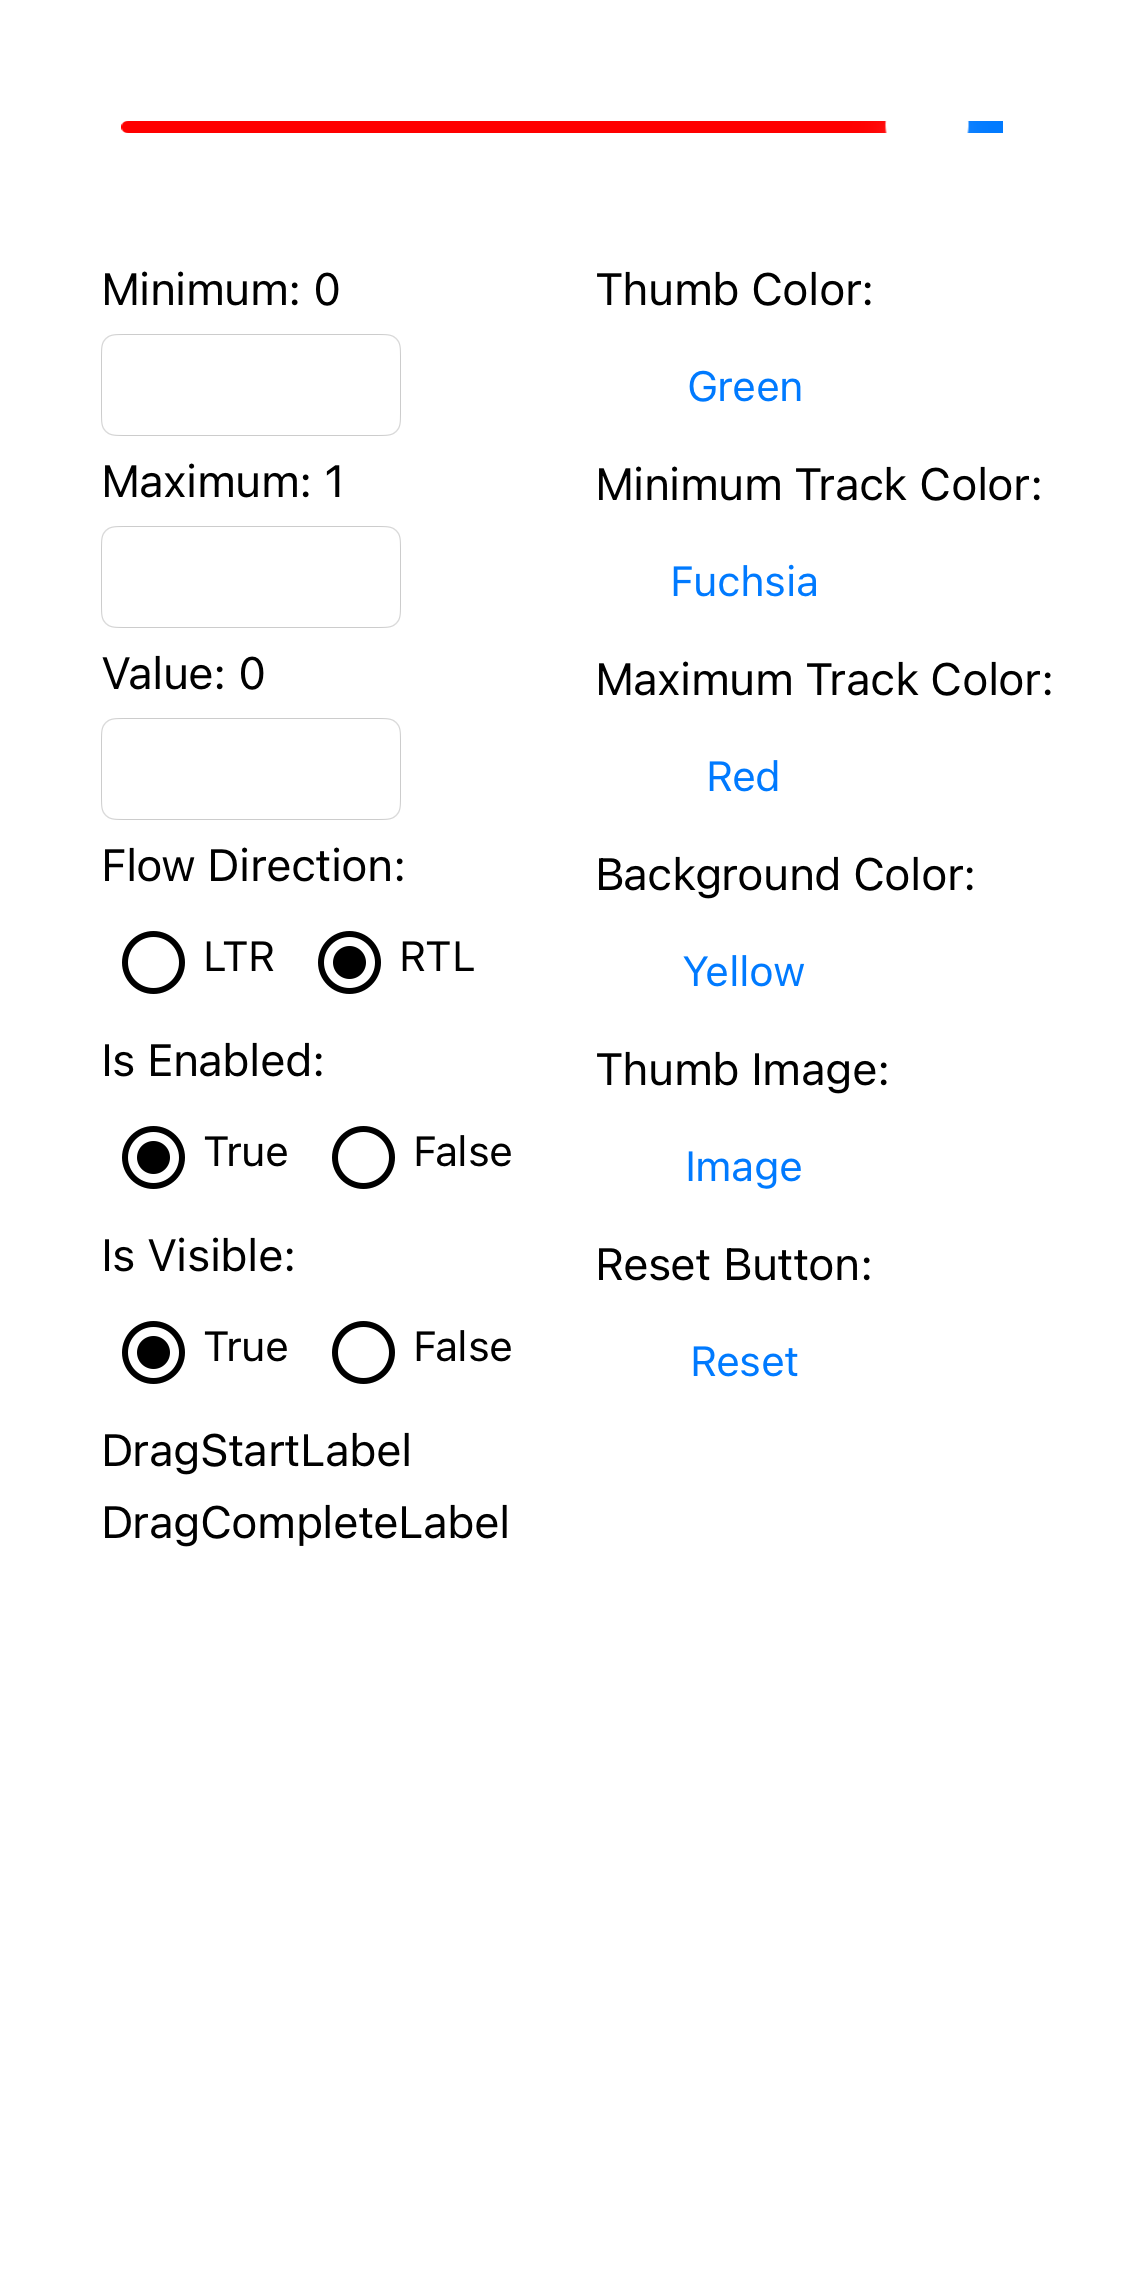 Minimum: 0
Maximum: 1
Value: 0
Flow Direction:
LTR RTL
Is Enabled:
True False
Is Visible:
True False
DragStartLabel
DragCompleteLabel
Thumb Color:
Green
Minimum Track Color:
Fuchsia
Maximum Track Color:
Red
Background Color:
Yellow
Thumb Image:
Image
Reset Button:
Reset